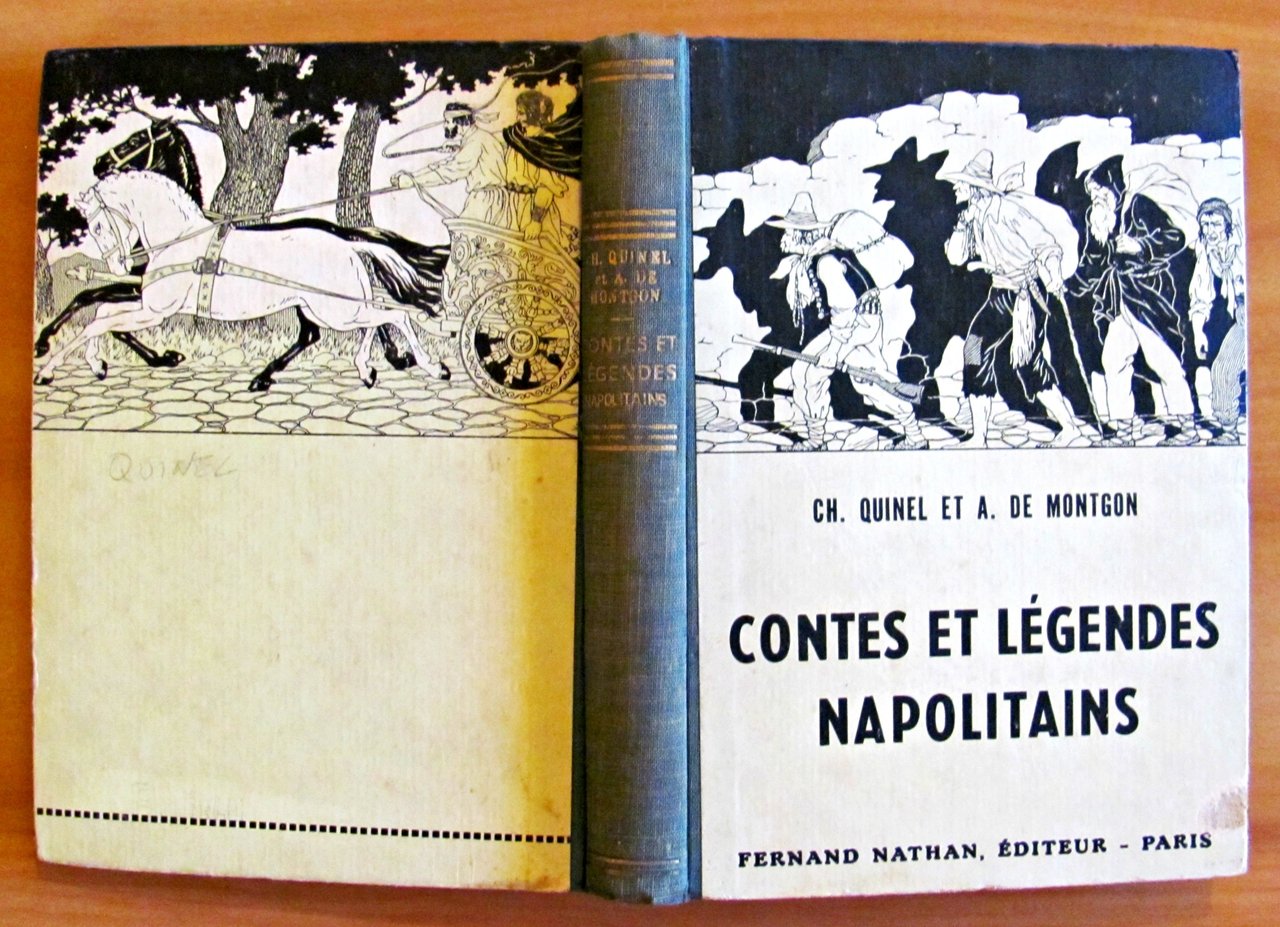 QUINEL
CH. QUINEL
ET A. DE
MONTGON
CONTES ET
LÉGENDES
NAPOLITAINS
CH. QUINEL ET A. DE MONTGON
CONTES ET LÉGENDES
NAPOLITAINS
FERNAND NATHAN, ÉDITEUR - PARIS